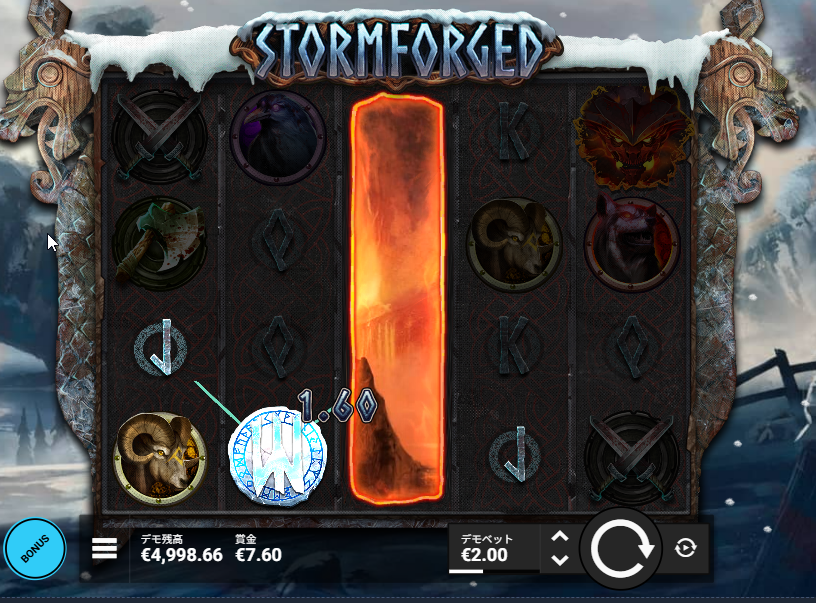 STORMFORGED
K
K
J
1.60
J
BONUS
デモ残高
€4,998.66
賞金
€7.60
デモベット
€2.00